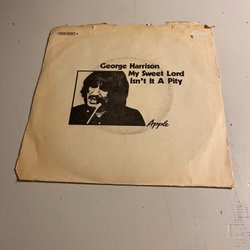 George Harrison
My Sweet Lord
Isn't It A Pity
Apple